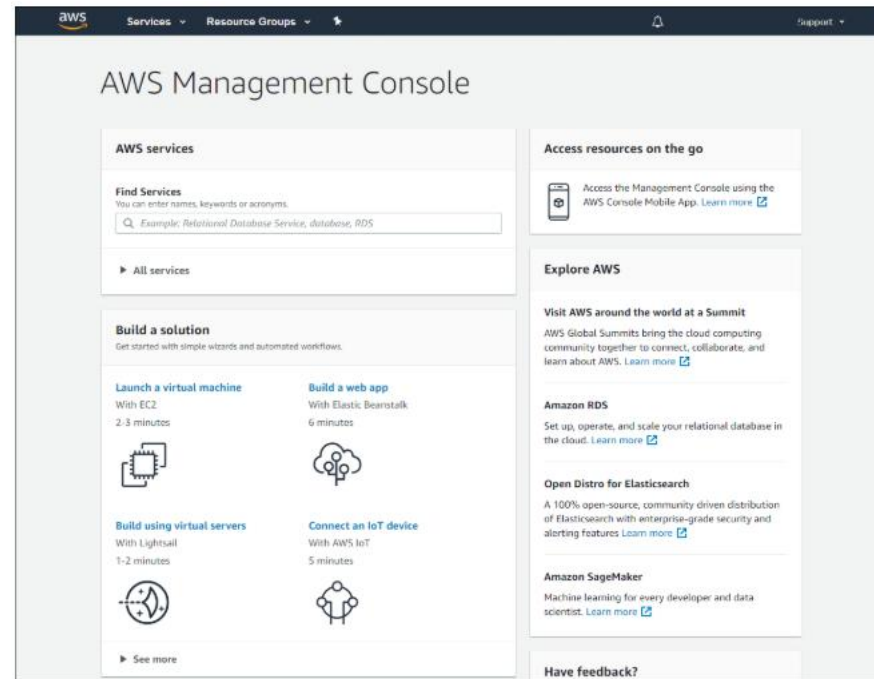 aws Services Resource Groups Support
AWS Management Console
AWS services
Find Services
You can enter names, keywords or acronyms.
Example: Relational Database Service, database, RDS
All services
Build a solution
Get started with simple wizards and automated workflows.
Launch a virtual machine
With EC2
2-3 minutes
Build a web app
With Elastic Beanstalk
6 minutes
Build using virtual servers
With Lightsail
1-2 minutes
Connect an IoT device
With AWS IoT
5 minutes
See more
Access resources on the go
Access the Management Console using the
AWS Console Mobile App. Learn more
Explore AWS
Visit AWS around the world at a Summit
AWS Global Summits bring the cloud computing
community together to connect, collaborate, and
learn about AWS. Learn more
Amazon RDS
Set up, operate, and scale your relational database in
the cloud. Learn more
Open Distro for Elasticsearch
A 100% open-source, community driven distribution
of Elasticsearch with enterprise-grade security and
alerting features Learn more
Amazon SageMaker
Machine learning for every developer and data
scientist. Learn more
Have feedback?